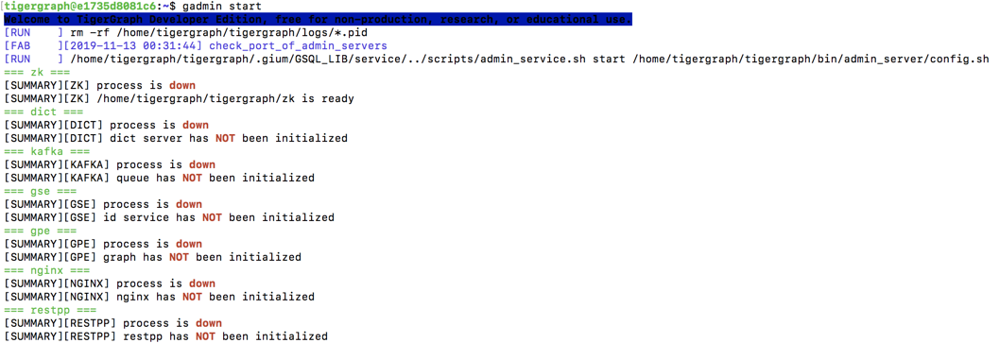 [tigergraph@e1735d8081c6:~$ gadmin start
Welcome to TigerGraph Developer Edition, free for non-production, research, or educational use.
[RUN    ] rm -rf /home/tigergraph/tigergraph/logs/*.pid
[FAB    ][2019-11-13 00:31:44] check_port_of_admin_servers
[RUN    ] /home/tigergraph/tigergraph/.gium/GSQL_LIB/service/../scripts/admin_service.sh start /home/tigergraph/tigergraph/bin/admin_server/config.sh
=== zk ===
[SUMMARY][ZK] process is down
[SUMMARY][ZK] /home/tigergraph/tigergraph/zk is ready
=== dict ===
[SUMMARY][DICT] process is down
[SUMMARY][DICT] dict server has NOT been initialized
=== kafka ===
[SUMMARY][KAFKA] process is down
[SUMMARY][KAFKA] queue has NOT been initialized
=== gse ===
[SUMMARY][GSE] process is down
[SUMMARY][GSE] id service has NOT been initialized
=== gpe ===
[SUMMARY][GPE] process is down
[SUMMARY][GPE] graph has NOT been initialized
=== nginx ===
[SUMMARY][NGINX] process is down
[SUMMARY][NGINX] nginx has NOT been initialized
=== restpp ===
[SUMMARY][RESTPP] process is down
[SUMMARY][RESTPP] restpp has NOT been initialized